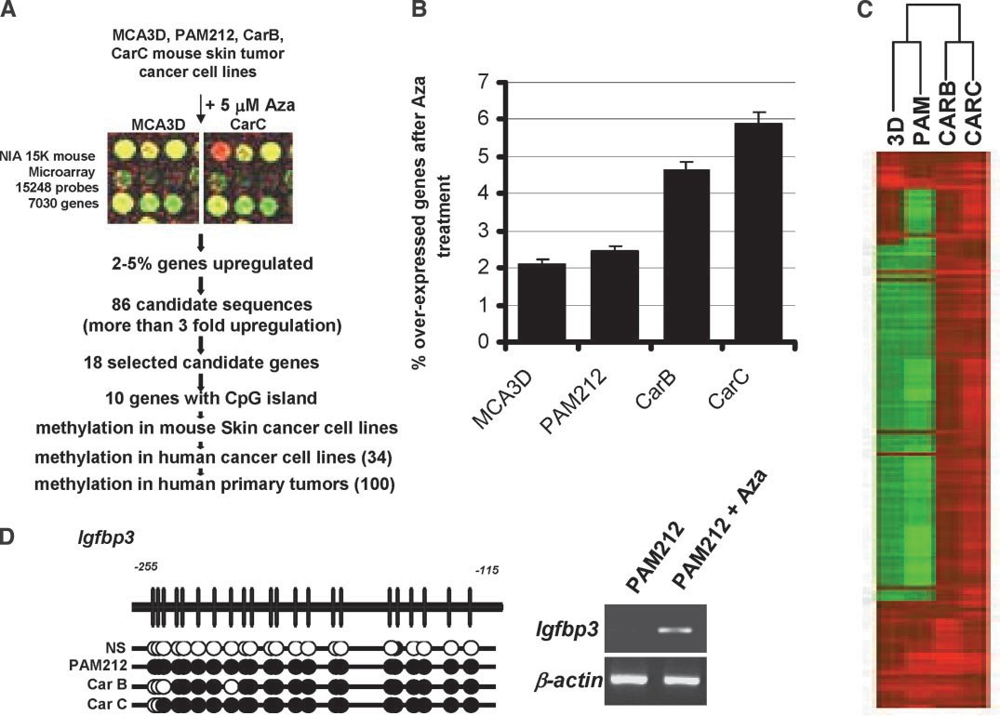 A
MCA3D, PAM212, CarB,
CarC mouse skin tumor
cancer cell lines
+ 5 µM Aza
MCA3D
CarC
NIA 15K mouse
Microarray
15248 probes
7030 genes
2-5% genes upregulated
86 candidate sequences
(more than 3 fold upregulation)
18 selected candidate genes
10 genes with CpG island
methylation in mouse Skin cancer cell lines
methylation in human cancer cell lines (34)
methylation in human primary tumors (100)
B
% over-expressed genes after Aza
treatment
7
6
5
4
3
2
1
0
MCA3D
PAM212
CarB
CarC
C
3D
PAM
CARB
CARC
D
Igfbp3
-255
-115
NS
PAM212
Car B
Car C
PAM212
PAM212 + Aza
Igfbp3
β-actin